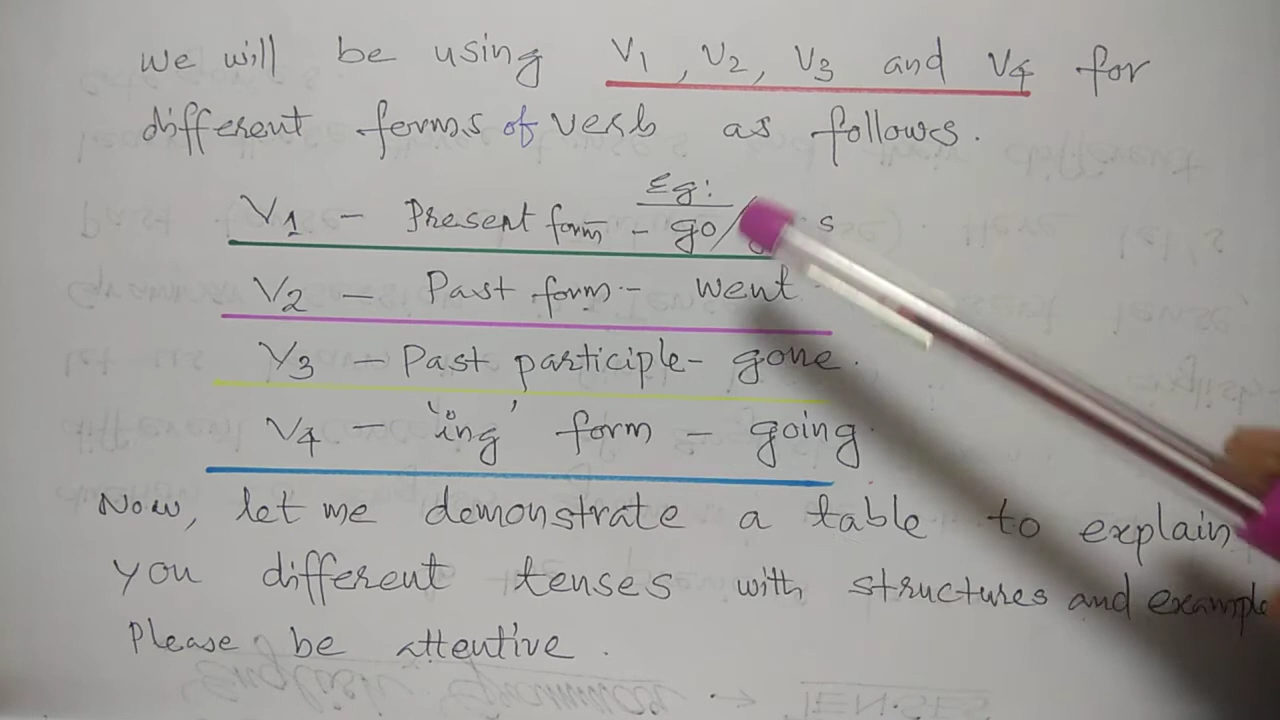 We will be using V1, V2, V3 and V4 for
different forms of verb as follows.
Eg:
V1 - Present form - go/
V2 - Past form - went
V3 - Past participle - gone.
V4 - 'ing' form - going.
Now, let me demonstrate a table to explain
you different tenses with structures and
Please be attentive.